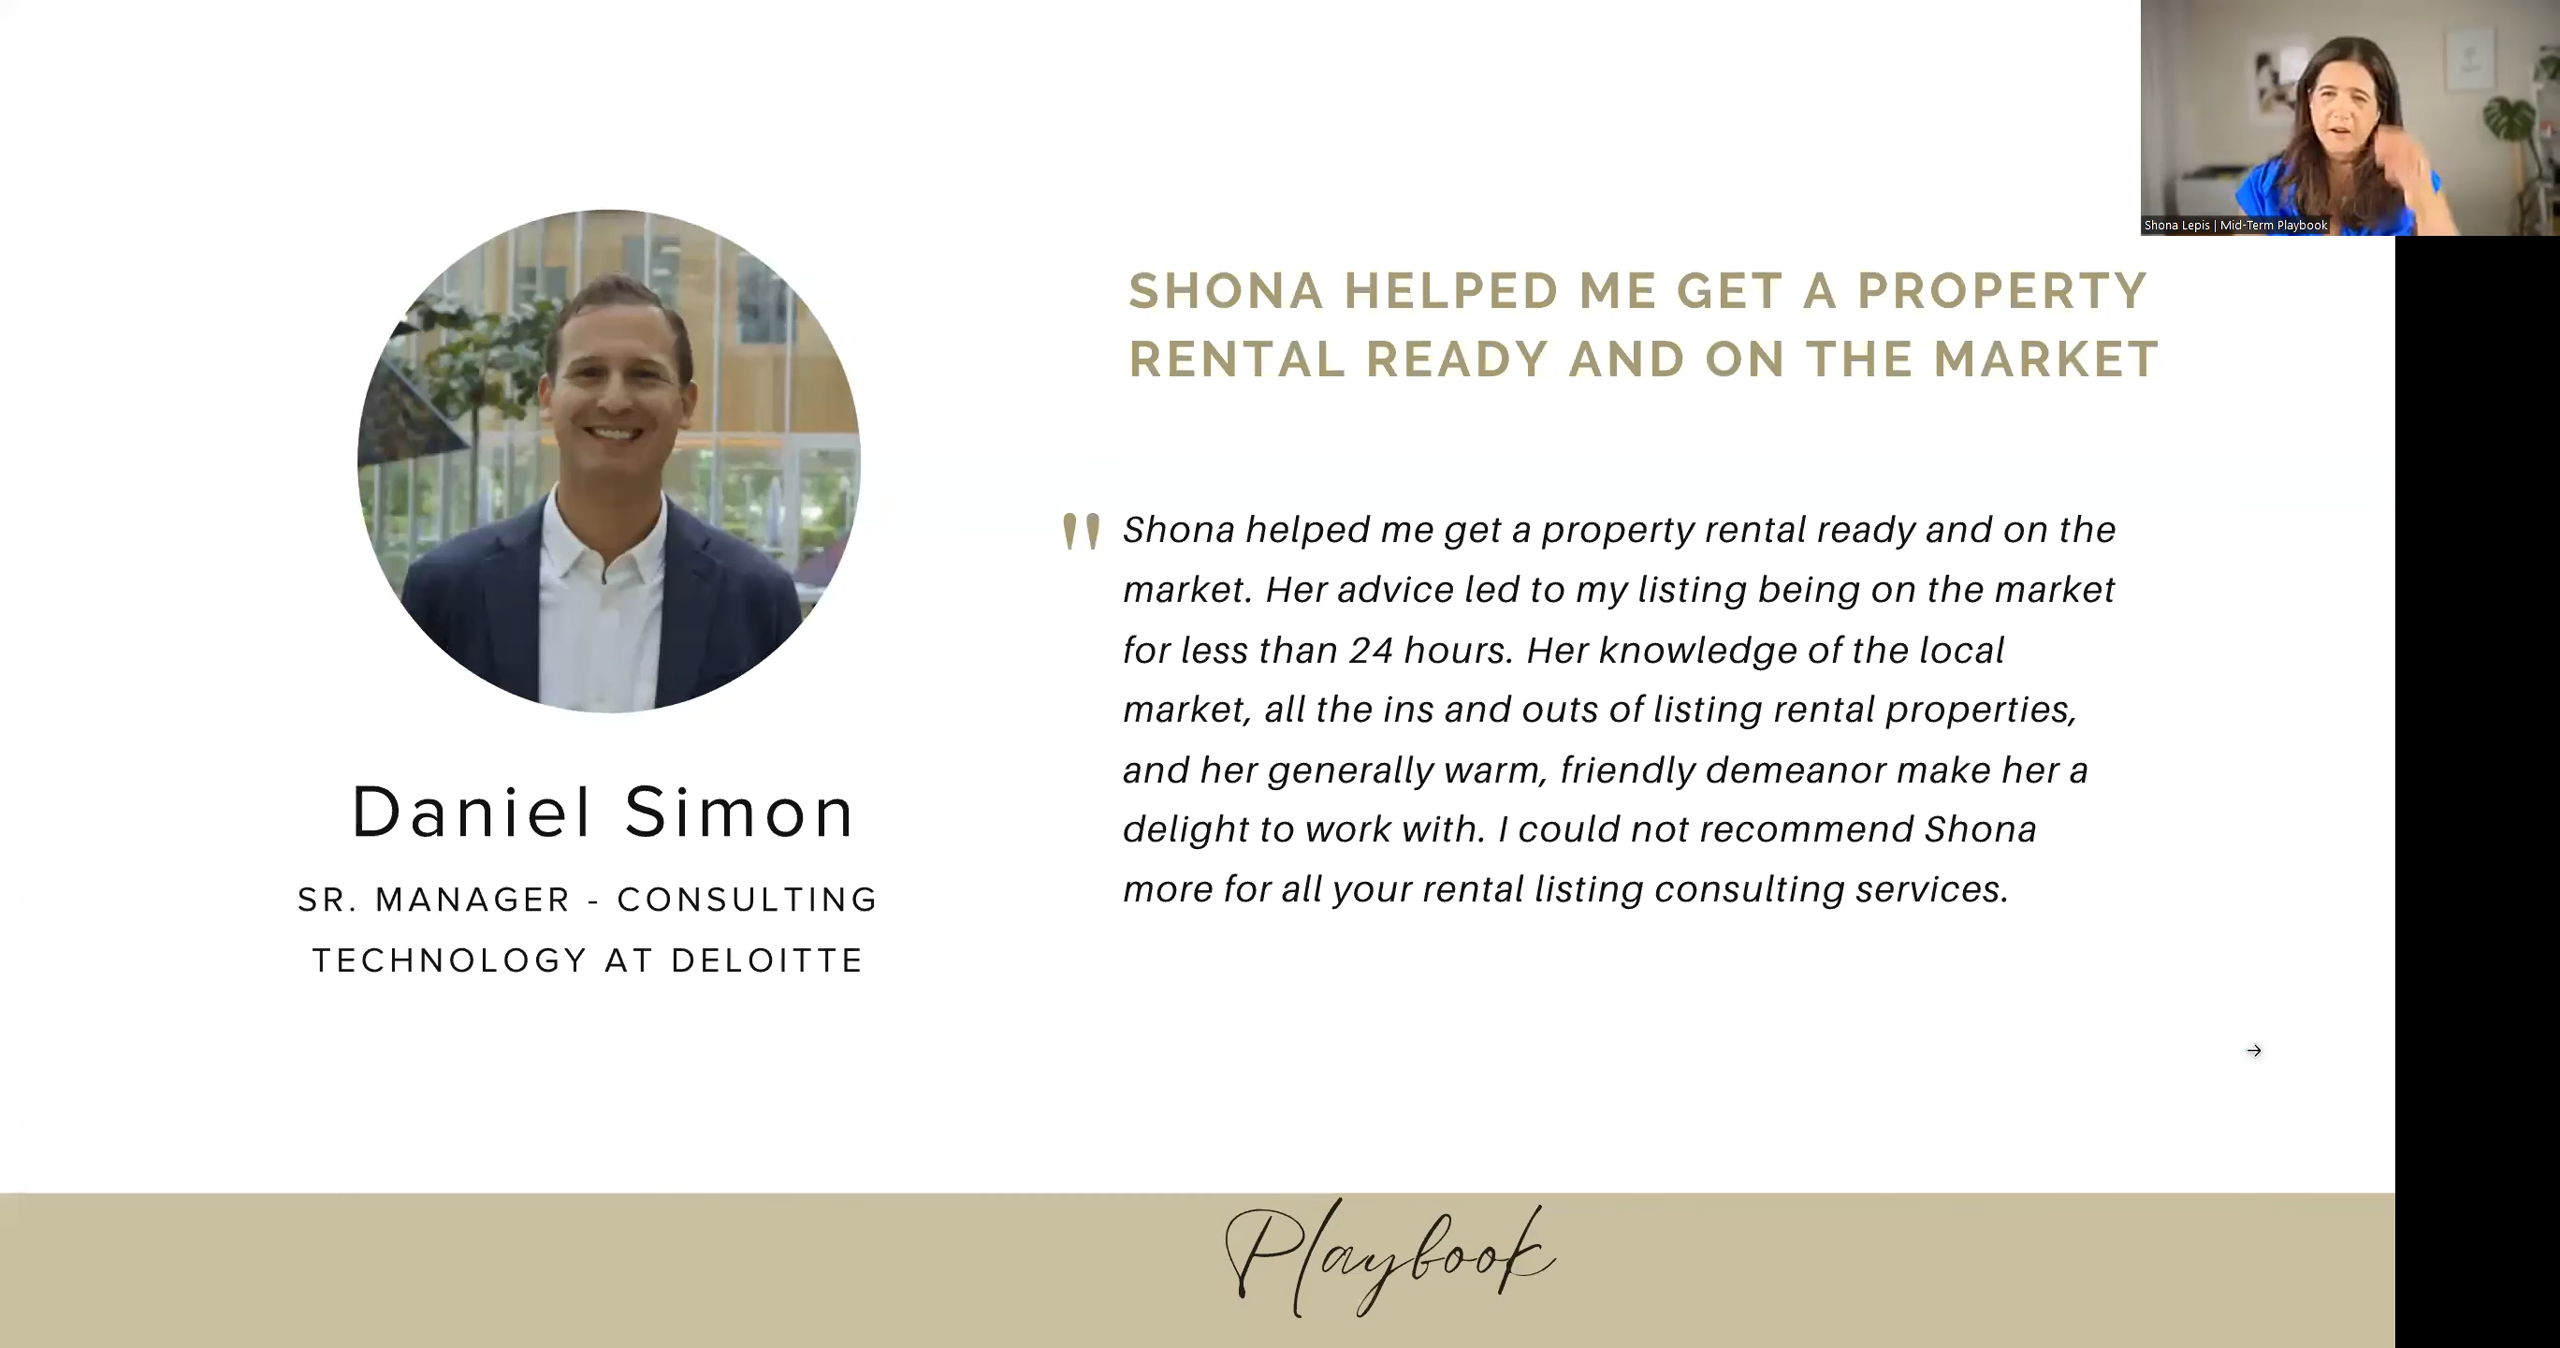 Shona Lepis | Mid-Term Playbook
SHONA HELPED ME GET A PROPERTY
RENTAL READY AND ON THE MARKET
" Shona helped me get a property rental ready and on the
market. Her advice led to my listing being on the market
for less than 24 hours. Her knowledge of the local
market, all the ins and outs of listing rental properties,
and her generally warm, friendly demeanor make her a
delight to work with. I could not recommend Shona
more for all your rental listing consulting services.
Daniel Simon
SR. MANAGER - CONSULTING
TECHNOLOGY AT DELOITTE
Playbook